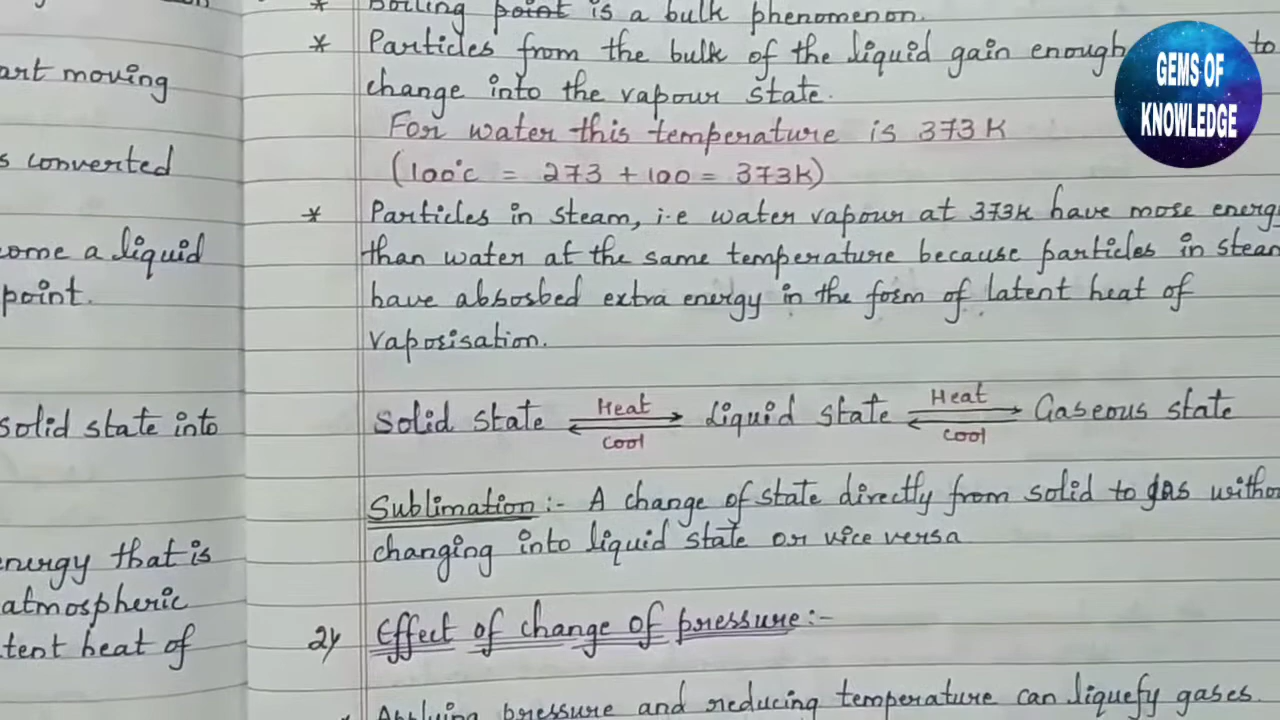 art moving
s converted
ome a liquid
point.
solid state into
energy that is
atmospheric
tent heat of
* Boiling point is a bulk phenomenon.
* Particles from the bulk of the liquid gain enough to
change into the vapour state.
For water this temperature is 373K
(100°C = 273 + 100 = 373K)
* Particles in steam, i.e water vapour at 373K have more energy
than water at the same temperature because particles in steam
have absorbed extra energy in the form of latent heat of
vaporisation.
Solid state Heat Cool Liquid state Heat Cool Gaseous state
Sublimation :- A change of state directly from solid to gas witho
changing into liquid state or vice versa
2) Effect of change of pressure :-
Applying pressure and reducing temperature can liquefy gases.
GEMS OF
KNOWLEDGE